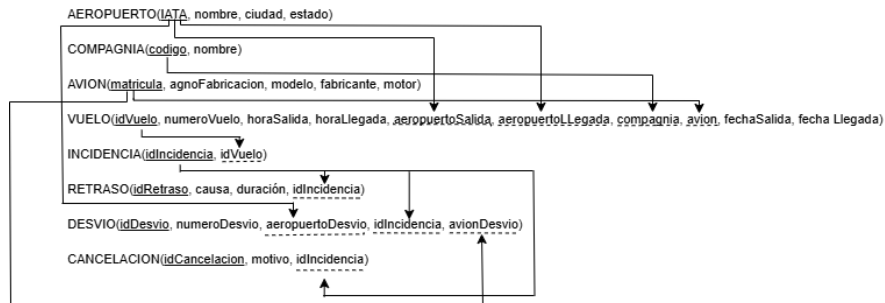 AEROPUERTO(IATA, nombre, ciudad, estado)
COMPAGNIA(codigo, nombre)
AVION(matricula, agnoFabricacion, modelo, fabricante, motor)
VUELO(idVuelo, numeroVuelo, horaSalida, horaLlegada, aeropuertoSalida, aeropuertoLLegada, compagnia, avion, fechaSalida, fecha Llegada)
INCIDENCIA(idIncidencia, idVuelo)
RETRASO(idRetraso, causa, duración, idIncidencia)
DESVIO(idDesvio, numeroDesvio, aeropuertoDesvio, idIncidencia, avionDesvio)
CANCELACION(idCancelacion, motivo, idIncidencia)